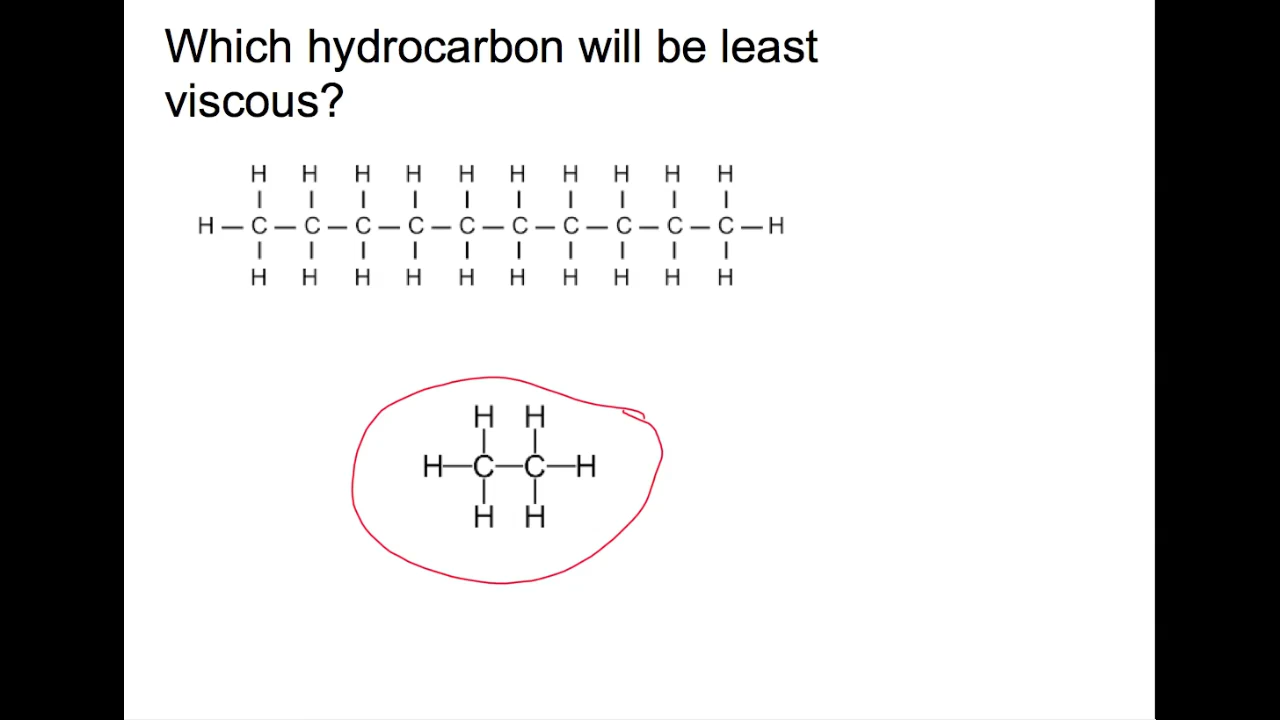 Which hydrocarbon will be least
viscous?
H H H H H H H H H H
H — C — C — C — C — C — C — C — C — C — C — H
H H H H H H H H H H
H H
H—C—C—H
H H